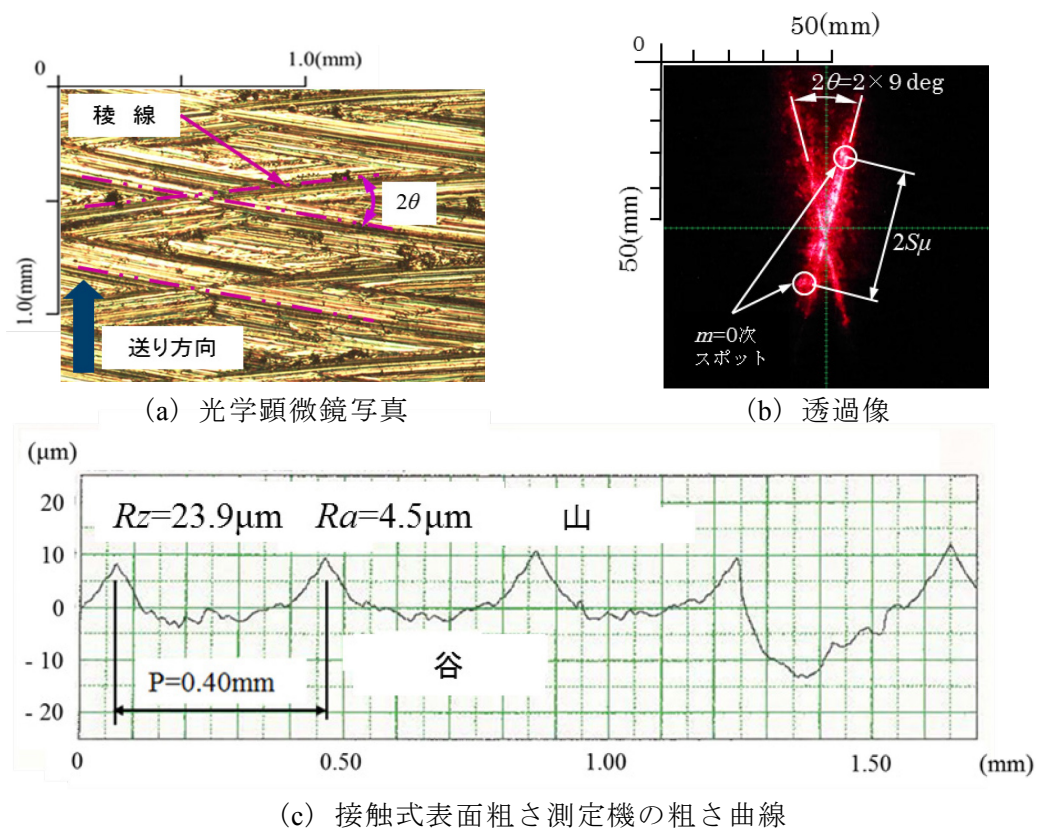 0
1.0(mm)
稜 線
2θ
1.0(mm)
送り方向
(a) 光学顕微鏡写真
50(mm)
0
2θ=2×9 deg
50(mm)
2Sμ
m=0次
スポット
(b) 透過像
(μm)
20
Rz=23.9μm Ra=4.5μm 山
10
0
谷
- 10
P=0.40mm
- 20
0 0.50 1.00 1.50 (mm)
(c) 接触式表面粗さ測定機の粗さ曲線